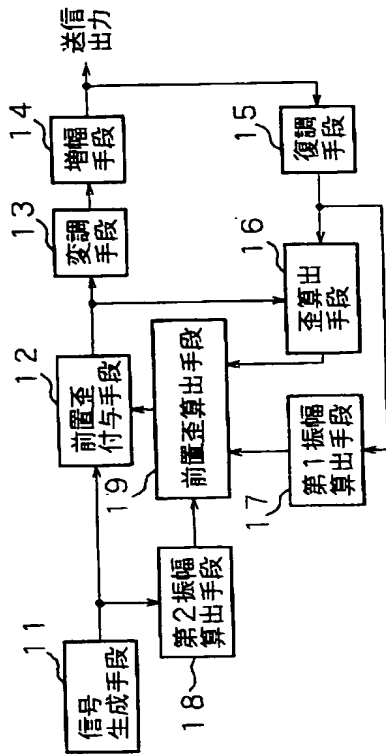 送信
出力
14
増幅
手段
13
変調
手段
12
前置歪
付与手段
11
信号
生成手段
15
復調
手段
16
歪算出
手段
19
前置歪算出手段
17
第1振幅
算出手段
18
第2振幅
算出手段